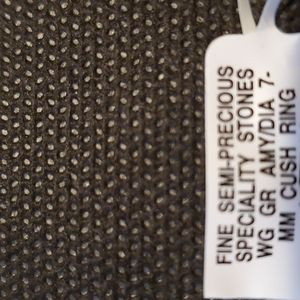 FINE SEMI-PRECIOUS
SPECIALITY STONES
WG GR AMY/DIA 7-
MM CUSH RING